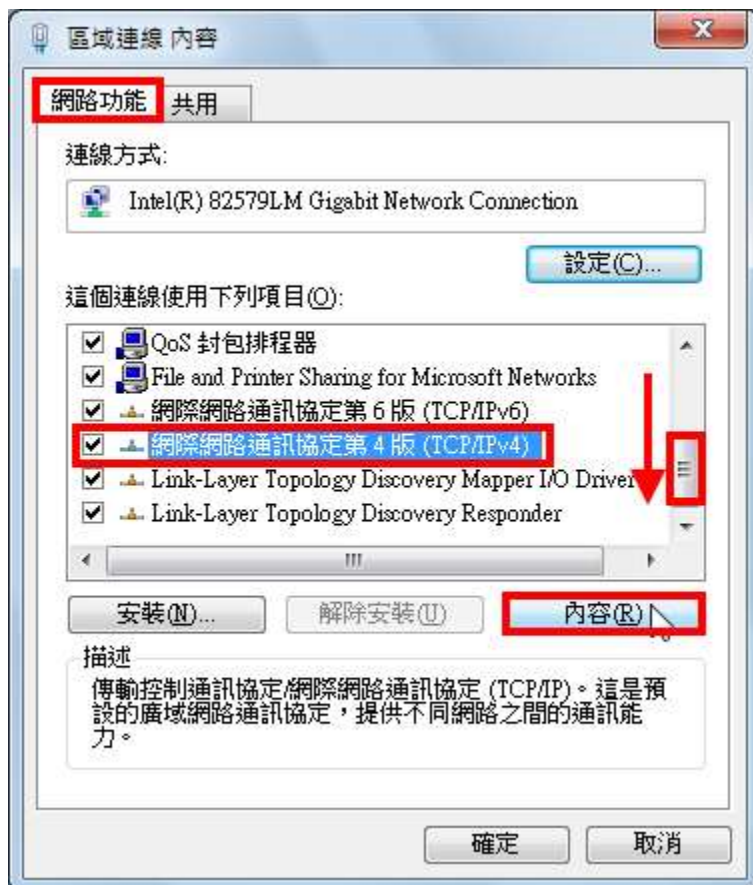 區域連線 內容
網路功能 共用
連線方式:
Intel(R) 82579LM Gigabit Network Connection
設定(C)...
這個連線使用下列項目(O):
QoS 封包排程器
File and Printer Sharing for Microsoft Networks
網際網路通訊協定第 6 版 (TCP/IPv6)
網際網路通訊協定第 4 版 (TCP/IPv4)
Link-Layer Topology Discovery Mapper I/O Driver
Link-Layer Topology Discovery Responder
安裝(N)... 解除安裝(U) 內容(R)
描述
傳輸控制通訊協定/網際網路通訊協定 (TCP/IP)。這是預
設的廣域網路通訊協定，提供不同網路之間的通訊能
力。
確定 取消